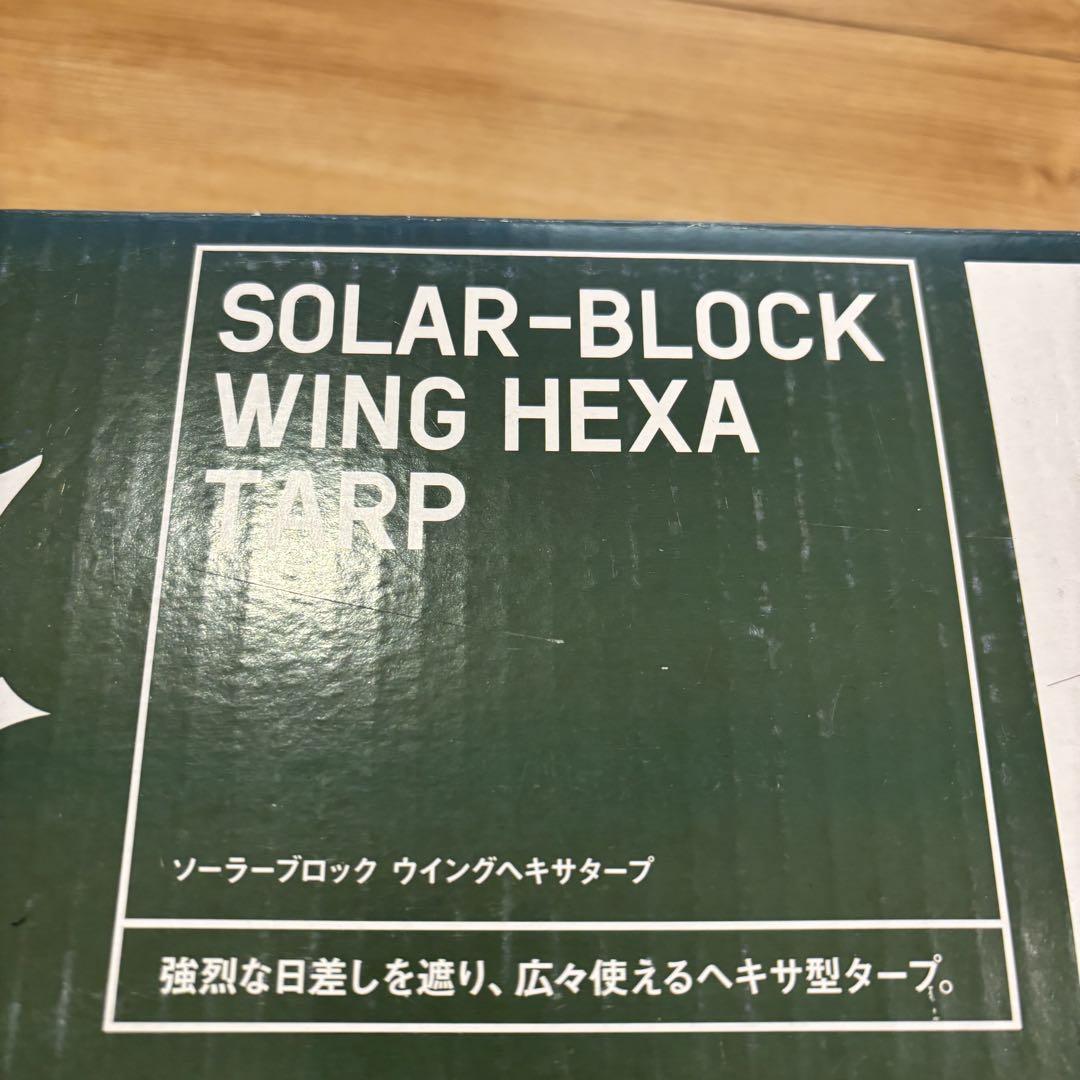 SOLAR-BLOCK
WING HEXA
TARP
ソーラーブロック ウイングヘキサタープ
強烈な日差しを遮り、広々使えるヘキサ型タープ。